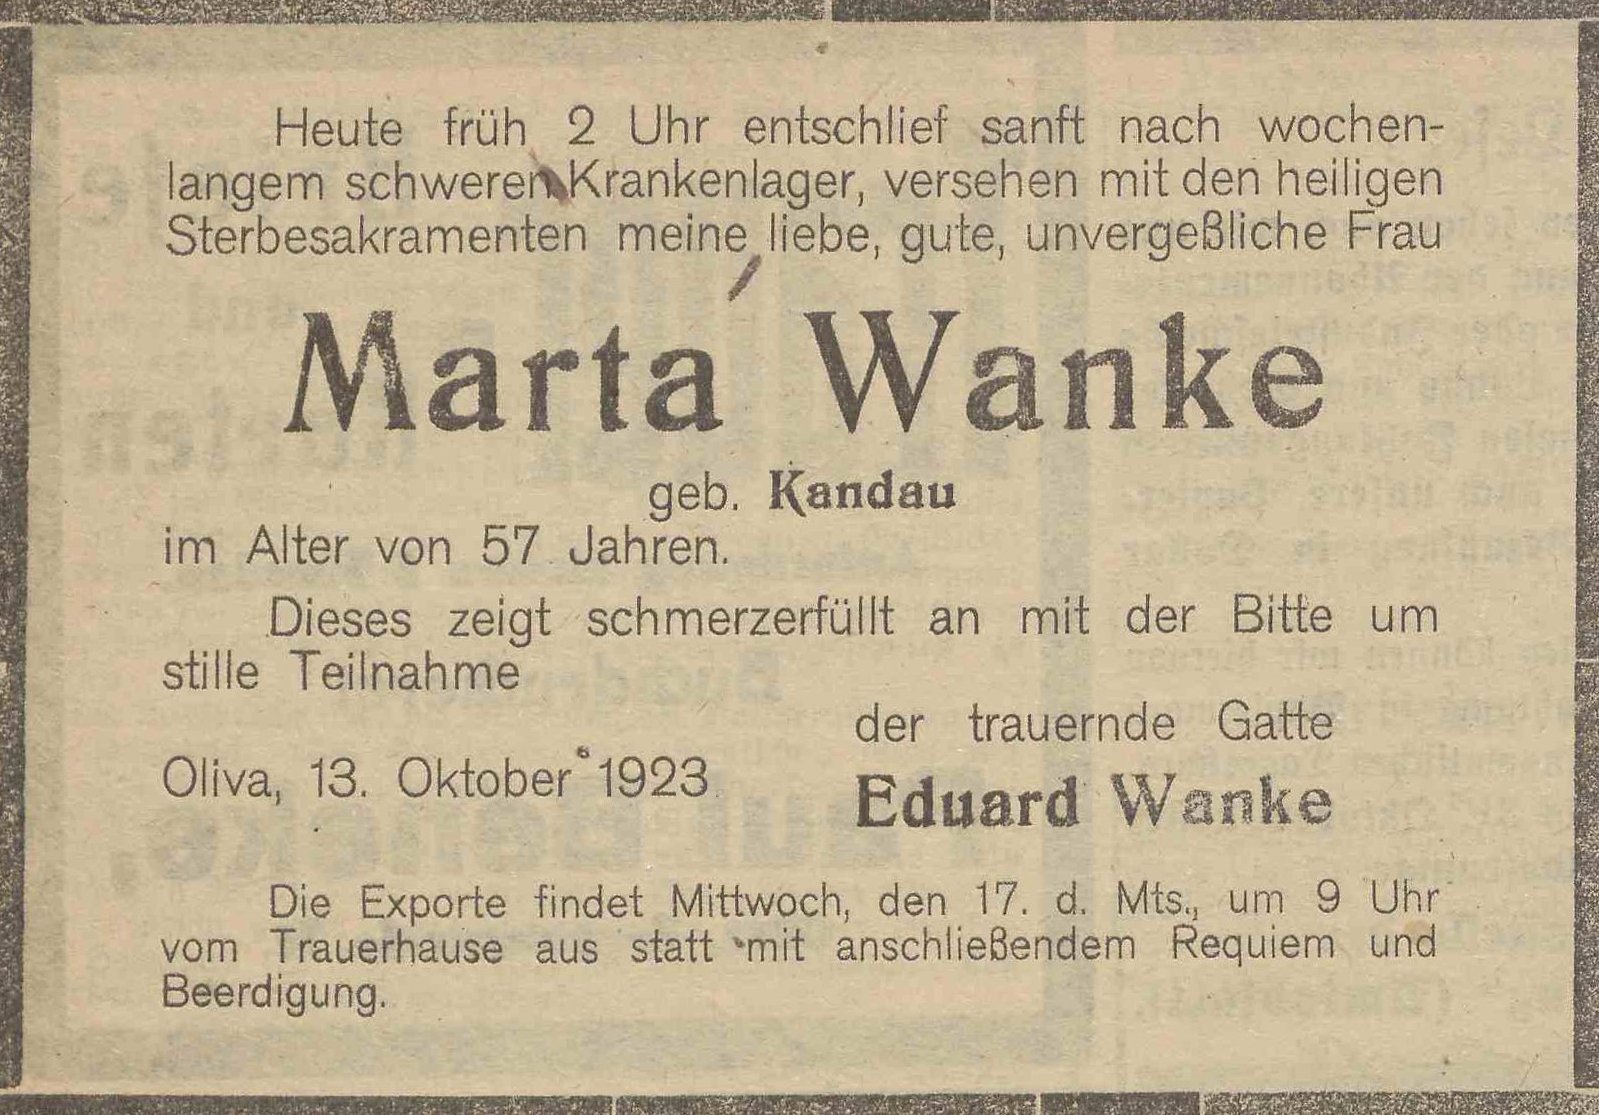 Heute früh 2 Uhr entschlief sanft nach wochen-
langem schweren Krankenlager, versehen mit den heiligen
Sterbesakramenten meine liebe, gute, unvergeßliche Frau
Marta Wanke
geb. Kandau
im Alter von 57 Jahren.
Dieses zeigt schmerzerfüllt an mit der Bitte um
stille Teilnahme
der trauernde Gatte
Oliva, 13. Oktober 1923
Eduard Wanke
Die Exporte findet Mittwoch, den 17. d. Mts., um 9 Uhr
vom Trauerhause aus statt mit anschließendem Requiem und
Beerdigung.